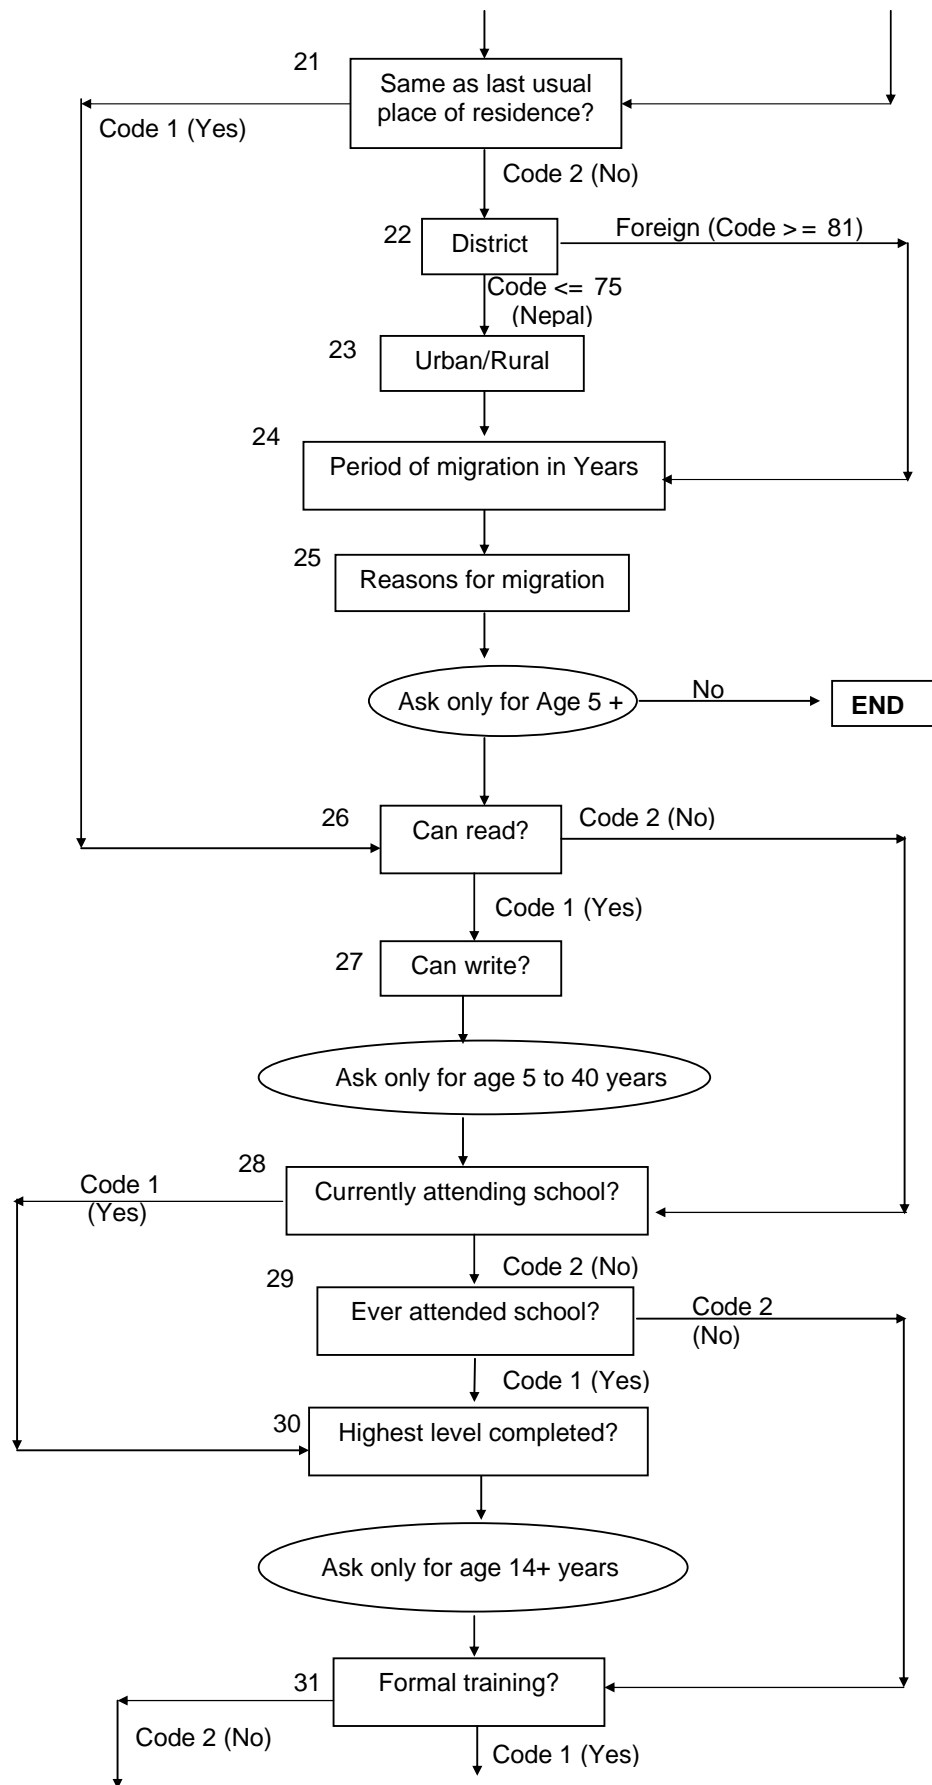 21
Same as last usual
place of residence?
Code 1 (Yes)
Code 2 (No)
22
District
Foreign (Code >= 81)
Code <= 75
(Nepal)
23
Urban/Rural
24
Period of migration in Years
25
Reasons for migration
Ask only for Age 5 +
No
END
26
Can read?
Code 2 (No)
Code 1 (Yes)
27
Can write?
Ask only for age 5 to 40 years
28
Currently attending school?
Code 1
(Yes)
Code 2 (No)
29
Ever attended school?
Code 2
(No)
Code 1 (Yes)
30
Highest level completed?
Ask only for age 14+ years
31
Formal training?
Code 2 (No)
Code 1 (Yes)